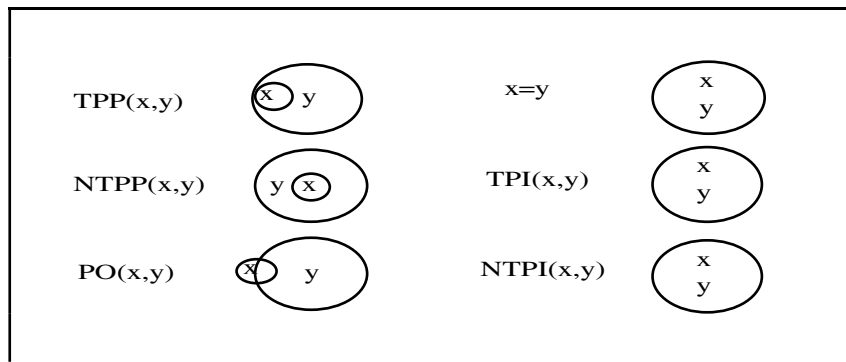 TPP(x,y)
x
y
NTPP(x,y)
y
x
PO(x,y)
x
y
x=y
x
y
TPI(x,y)
x
y
NTPI(x,y)
x
y